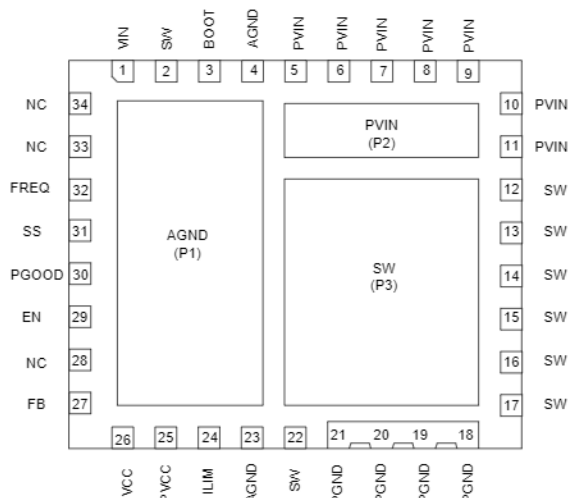 VIN SW BOOT AGND PVIN PVIN PVIN PVIN PVIN
1 2 3 4 5 6 7 8 9
NC 34 10 PVIN
PVIN
(P2)
NC 33 11 PVIN
FREQ 32 12 SW
SS 31 13 SW
AGND
(P1)
SW
(P3)
PGOOD 30 14 SW
EN 29 15 SW
NC 28 16 SW
FB 27 17 SW
26 25 24 23 22 21 20 19 18
VCC PVCC ILIM AGND SW PGND PGND PGND PGND